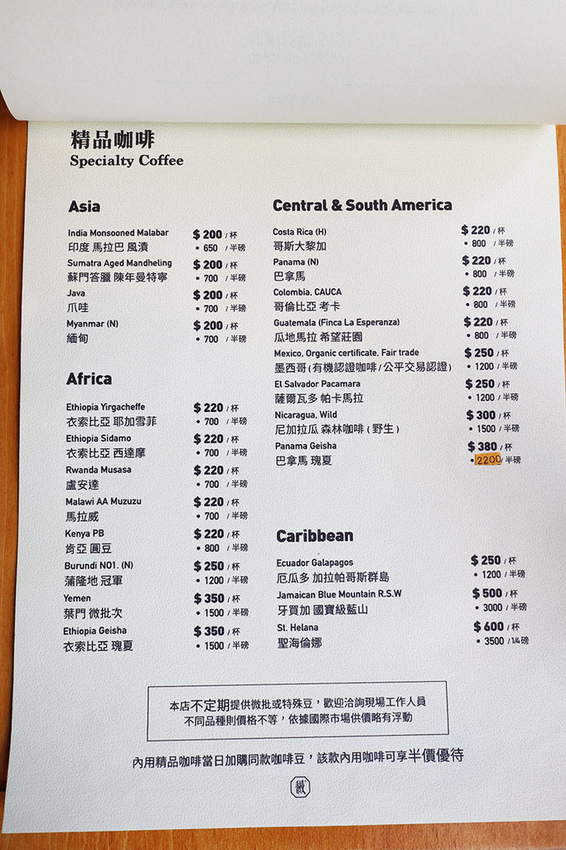 精品咖啡
Specialty Coffee
Asia
India Monsooned Malabar $ 200 / 杯
印度 馬拉巴 風漬 • 650 / 半磅
Sumatra Aged Mandheling $ 200 / 杯
蘇門答臘 陳年曼特寧 • 700 / 半磅
Java $ 200 / 杯
爪哇 • 700 / 半磅
Myanmar (N) $ 200 / 杯
緬甸 • 700 / 半磅
Africa
Ethiopia Yirgacheffe $ 220 / 杯
衣索比亞 耶加雪菲 • 700 / 半磅
Ethiopia Sidamo $ 220 / 杯
衣索比亞 西達摩 • 700 / 半磅
Rwanda Musasa $ 220 / 杯
盧安達 • 700 / 半磅
Malawi AA Muzuzu $ 220 / 杯
馬拉威 • 700 / 半磅
Kenya PB $ 220 / 杯
肯亞 圓豆 • 800 / 半磅
Burundi NO1. (N) $ 250 / 杯
蒲隆地 冠軍 • 1200 / 半磅
Yemen $ 350 / 杯
葉門 微批次 • 1500 / 半磅
Ethiopia Geisha $ 350 / 杯
衣索比亞 瑰夏 • 1500 / 半磅
Central & South America
Costa Rica (H) $ 220 / 杯
哥斯大黎加 • 800 / 半磅
Panama (N) $ 220 / 杯
巴拿馬 • 800 / 半磅
Colombia, CAUCA $ 220 / 杯
哥倫比亞 考卡 • 800 / 半磅
Guatemala (Finca La Esperanza) $ 220 / 杯
瓜地馬拉 希望莊園 • 800 / 半磅
Mexico, Organic certificate, Fair trade $ 250 / 杯
墨西哥(有機認證咖啡/公平交易認證) • 1200 / 半磅
El Salvador Pacamara $ 250 / 杯
薩爾瓦多 帕卡馬拉 • 1200 / 半磅
Nicaragua, Wild $ 300 / 杯
尼加拉瓜 森林咖啡 ( 野生 ) • 1500 / 半磅
Panama Geisha $ 380 / 杯
巴拿馬 瑰夏 • 2200 / 半磅
Caribbean
Ecuador Galapagos $ 250 / 杯
厄瓜多 加拉帕哥斯群島 • 1200 / 半磅
Jamaican Blue Mountain R.S.W $ 500 / 杯
牙買加 國寶級藍山 • 3000 / 半磅
St. Helana $ 600 / 杯
聖海倫娜 • 3500 / 1/4磅
本店不定期提供微批或特殊豆，歡迎洽詢現場工作人員
不同品種則價格不等，依據國際市場供價略有浮動
內用精品咖啡當日加購同款咖啡豆，該款內用咖啡可享半價優待